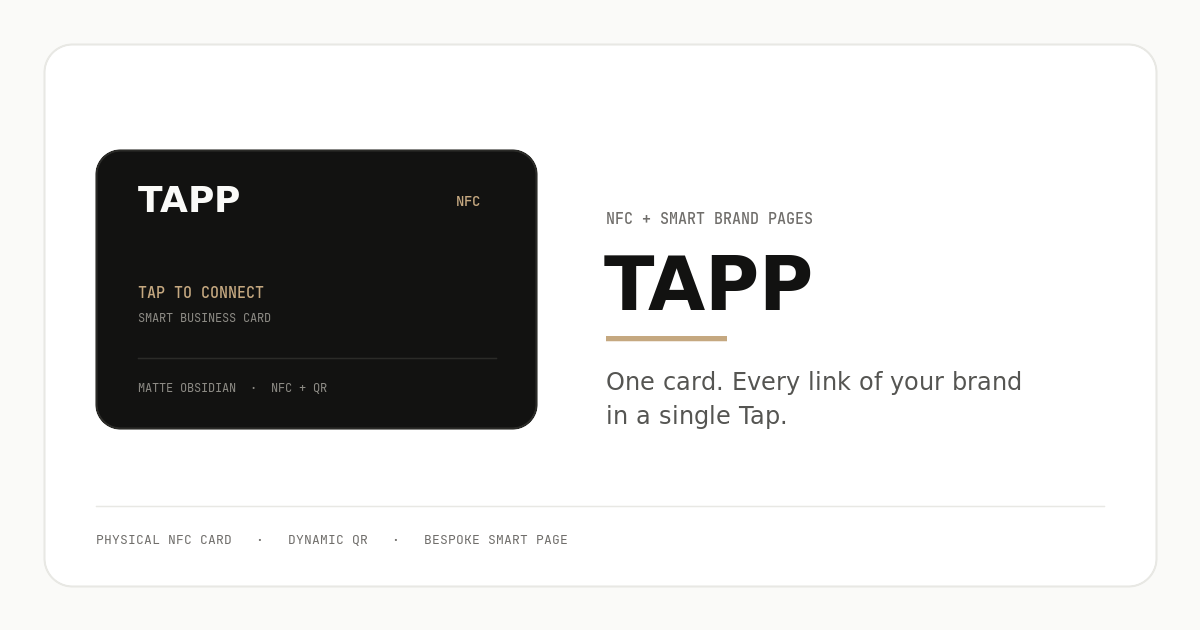 TAPP
NFC
TAP TO CONNECT
SMART BUSINESS CARD
MATTE OBSIDIAN · NFC + QR
NFC + SMART BRAND PAGES
TAPP
One card. Every link of your brand
in a single Tap.
PHYSICAL NFC CARD · DYNAMIC QR · BESPOKE SMART PAGE